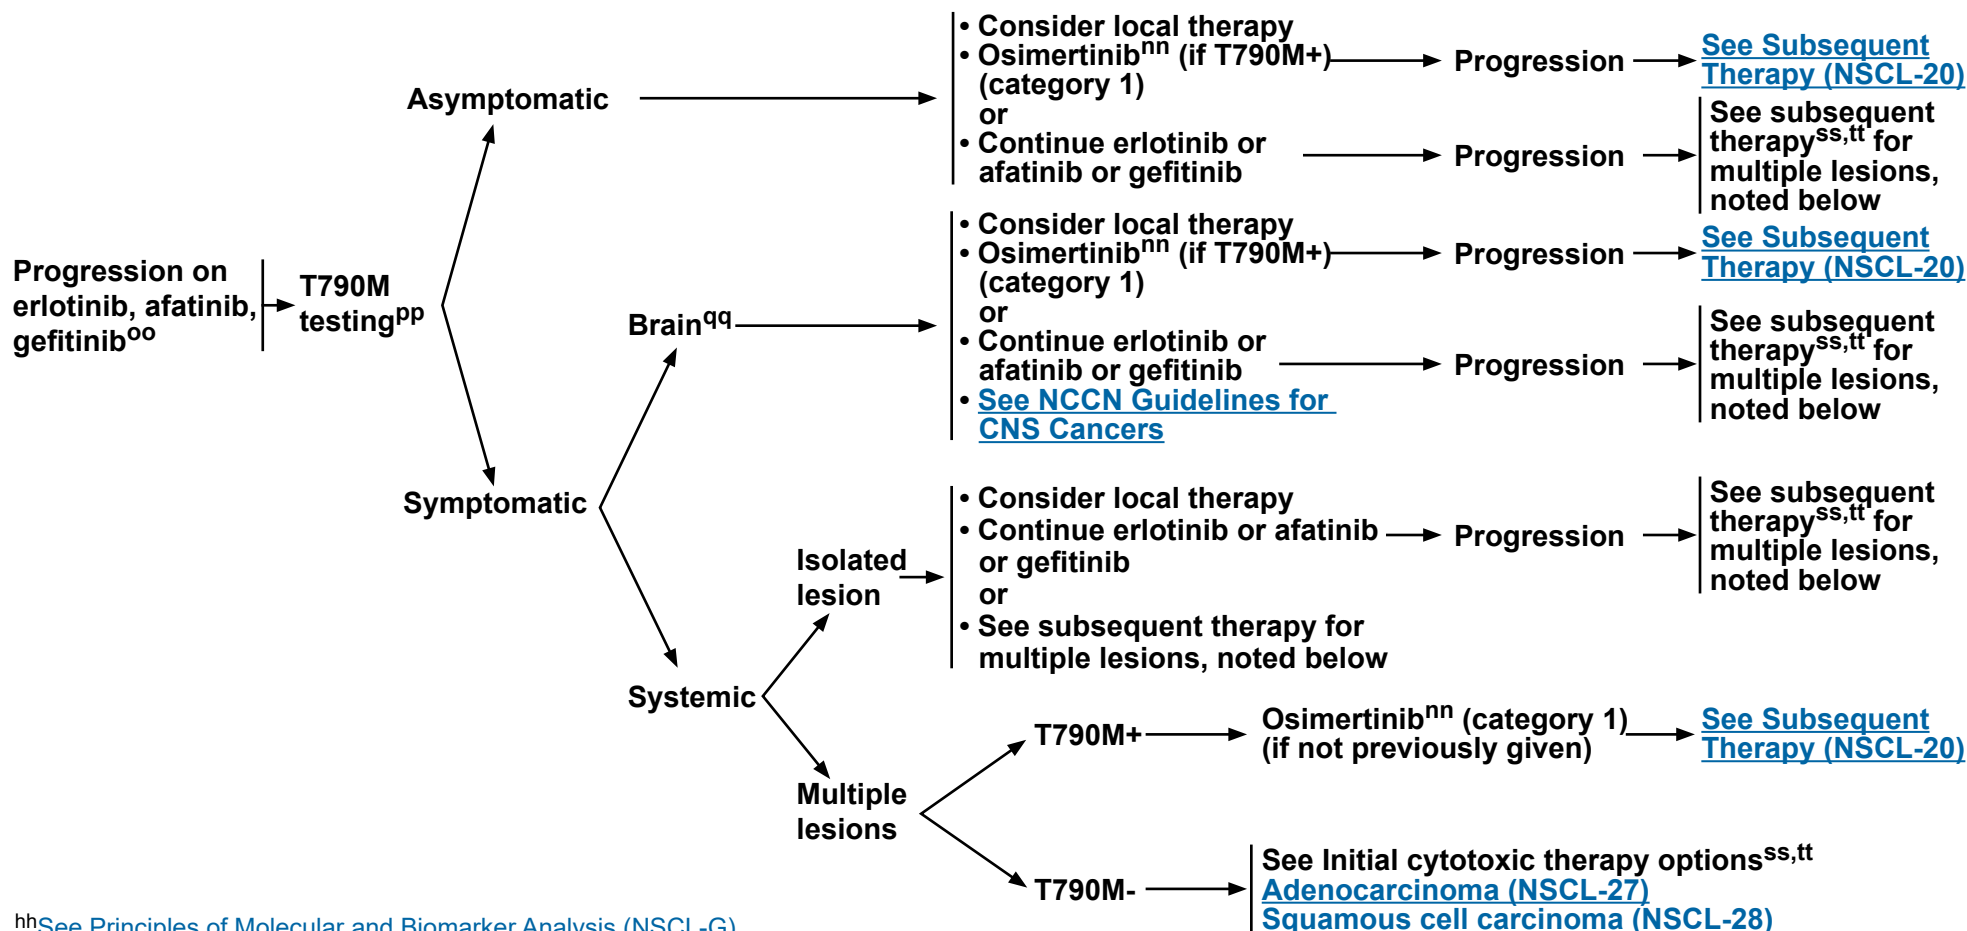 Progression on
erlotinib, afatinib,
gefitinib^oo
T790M
testing^pp
Asymptomatic
• Consider local therapy
• Osimertinib^nn (if T790M+)
(category 1)
or
• Continue erlotinib or
afatinib or gefitinib
Progression
See Subsequent
Therapy (NSCL-20)
Progression
See subsequent
therapy^ss,tt for
multiple lesions,
noted below
Symptomatic
Brain^qq
• Consider local therapy
• Osimertinib^nn (if T790M+)
(category 1)
or
• Continue erlotinib or
afatinib or gefitinib
• See NCCN Guidelines for
CNS Cancers
Progression
See Subsequent
Therapy (NSCL-20)
Progression
See subsequent
therapy^ss,tt for
multiple lesions,
noted below
Systemic
Isolated
lesion
• Consider local therapy
• Continue erlotinib or afatinib
or gefitinib
or
• See subsequent therapy for
multiple lesions, noted below
Progression
See subsequent
therapy^ss,tt for
multiple lesions,
noted below
Multiple
lesions
T790M+
Osimertinib^nn (category 1)
(if not previously given)
See Subsequent
Therapy (NSCL-20)
T790M-
See Initial cytotoxic therapy options^ss,tt
Adenocarcinoma (NSCL-27)
Squamous cell carcinoma (NSCL-28)
^hh See Principles of Molecular and Biomarker Analysis (NSCL-G)